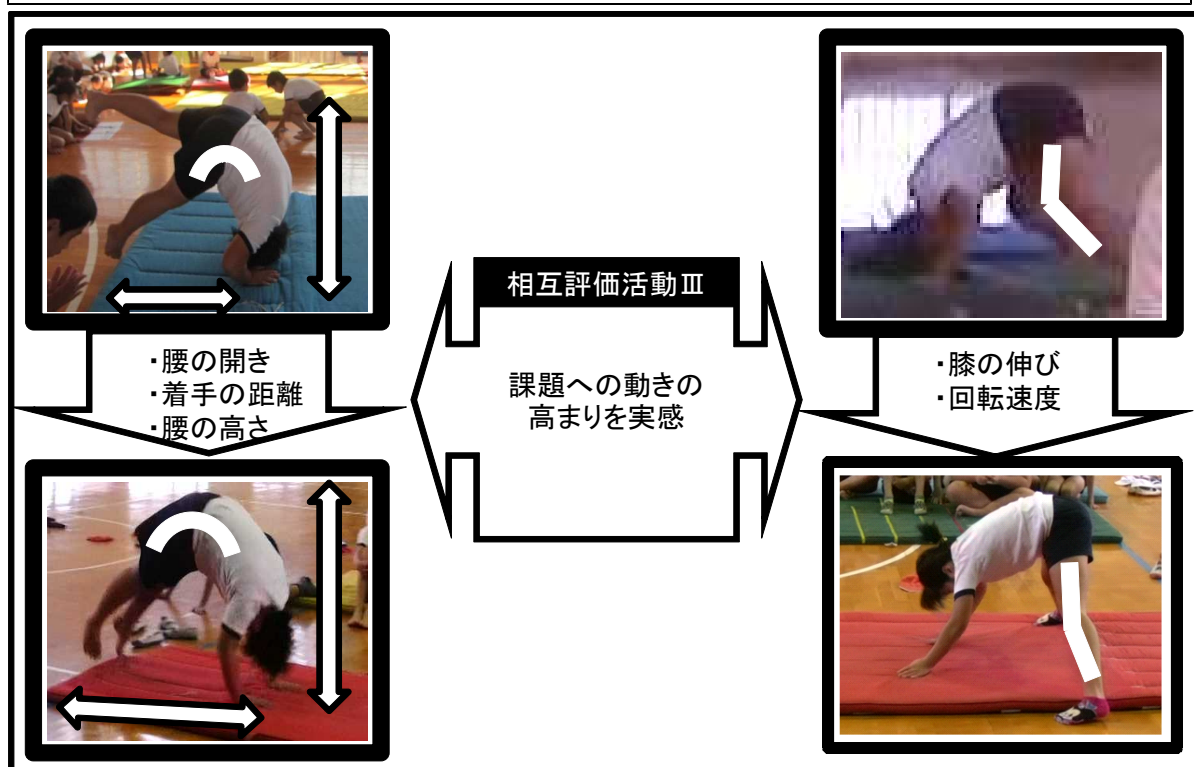 ・腰の開き
・着手の距離
・腰の高さ
相互評価活動Ⅲ
課題への動きの
高まりを実感
・膝の伸び
・回転速度